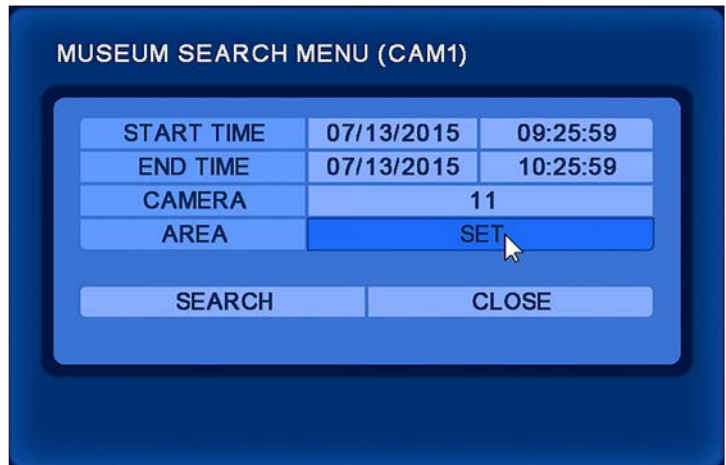 MUSEUM SEARCH MENU (CAM1)
START TIME 07/13/2015 09:25:59
END TIME 07/13/2015 10:25:59
CAMERA 11
AREA SET
SEARCH CLOSE